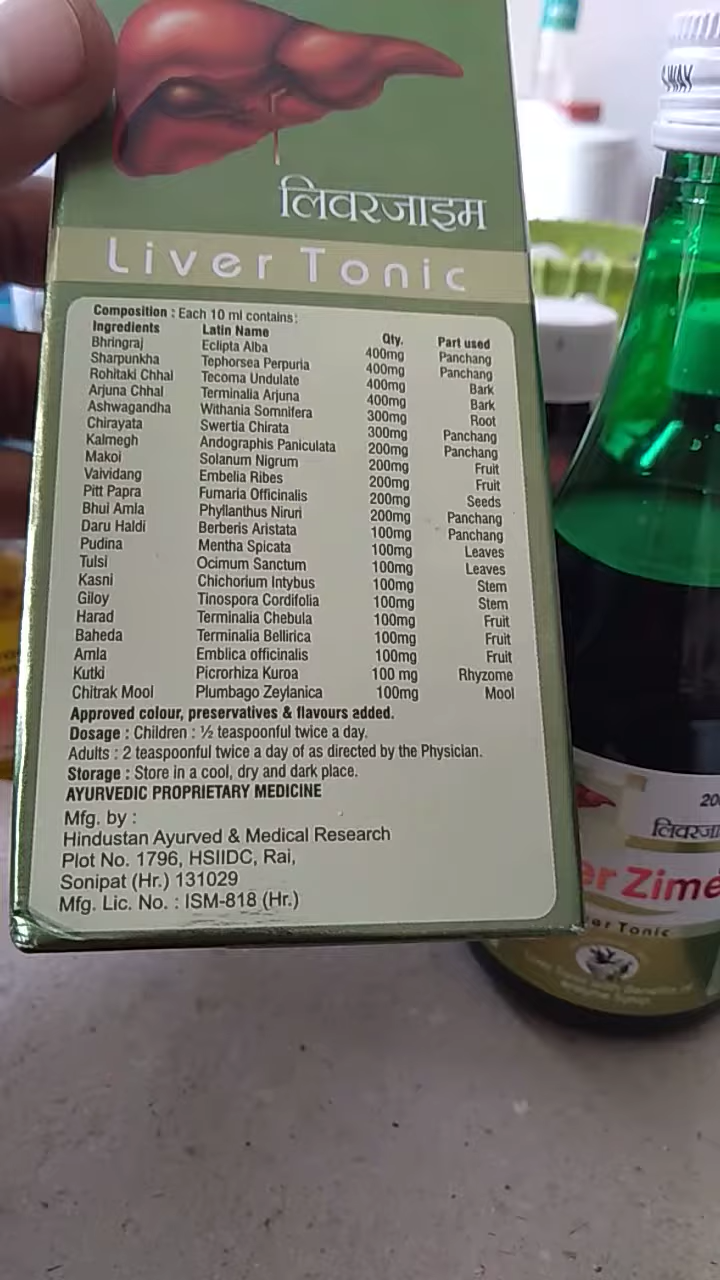 लिवरजाइम
Liver Tonic
Composition : Each 10 ml contains:
Ingredients Latin Name Qty. Part used
Bhringraj Eclipta Alba 400mg Panchang
Sharpunkha Tephorsea Perpuria 400mg Panchang
Rohitaki Chhal Tecoma Undulate 400mg Bark
Arjuna Chhal Terminalia Arjuna 400mg Bark
Ashwagandha Withania Somnifera 300mg Root
Chirayata Swertia Chirata 300mg Panchang
Kalmegh Andographis Paniculata 200mg Panchang
Makoi Solanum Nigrum 200mg Fruit
Vaividang Embelia Ribes 200mg Fruit
Pitt Papra Fumaria Officinalis 200mg Seeds
Bhui Amla Phyllanthus Niruri 200mg Panchang
Daru Haldi Berberis Aristata 100mg Panchang
Pudina Mentha Spicata 100mg Leaves
Tulsi Ocimum Sanctum 100mg Leaves
Kasni Chichorium Intybus 100mg Stem
Giloy Tinospora Cordifolia 100mg Stem
Harad Terminalia Chebula 100mg Fruit
Baheda Terminalia Bellirica 100mg Fruit
Amla Emblica officinalis 100mg Fruit
Kutki Picrorhiza Kuroa 100 mg Rhyzome
Chitrak Mool Plumbago Zeylanica 100mg Mool
Approved colour, preservatives & flavours added.
Dosage : Children : ½ teaspoonful twice a day.
Adults : 2 teaspoonful twice a day of as directed by the Physician.
Storage : Store in a cool, dry and dark place.
AYURVEDIC PROPRIETARY MEDICINE
Mfg. by :
Hindustan Ayurved & Medical Research
Plot No. 1796, HSIIDC, Rai,
Sonipat (Hr.) 131029
Mfg. Lic. No. : ISM-818 (Hr.)
20
लिवरजा
er Zime
er Tonic